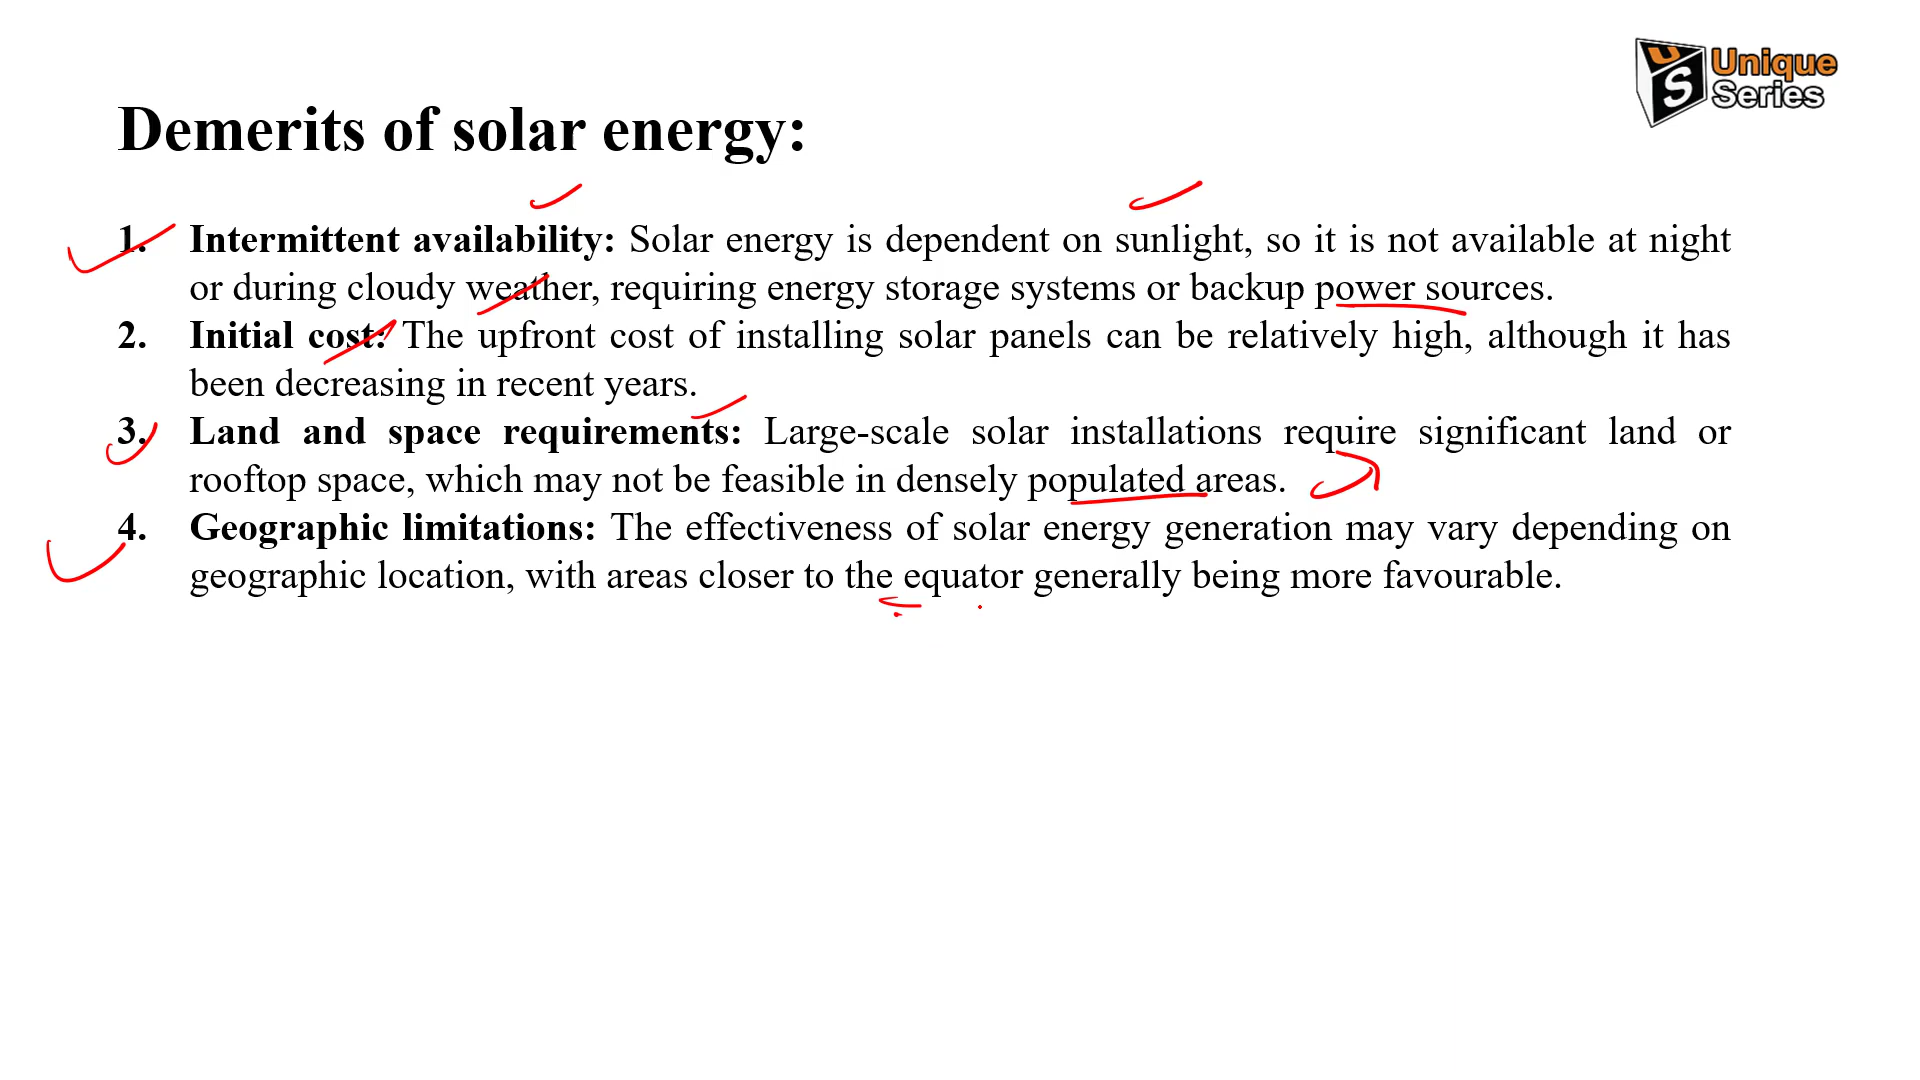 US Unique
Series
Demerits of solar energy:
1. Intermittent availability: Solar energy is dependent on sunlight, so it is not available at night
or during cloudy weather, requiring energy storage systems or backup power sources.
2. Initial cost: The upfront cost of installing solar panels can be relatively high, although it has
been decreasing in recent years.
3. Land and space requirements: Large-scale solar installations require significant land or
rooftop space, which may not be feasible in densely populated areas.
4. Geographic limitations: The effectiveness of solar energy generation may vary depending on
geographic location, with areas closer to the equator generally being more favourable.